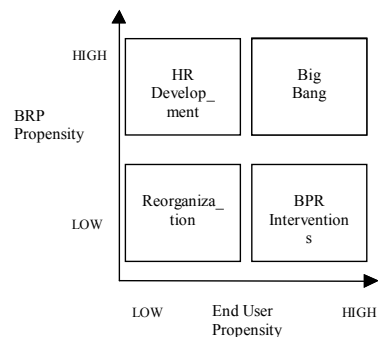 HIGH
HR
Develop_
ment
Big
Bang
BRP
Propensity
Reorganiza_
tion
BPR
Intervention
s
LOW
LOW
End User
Propensity
HIGH